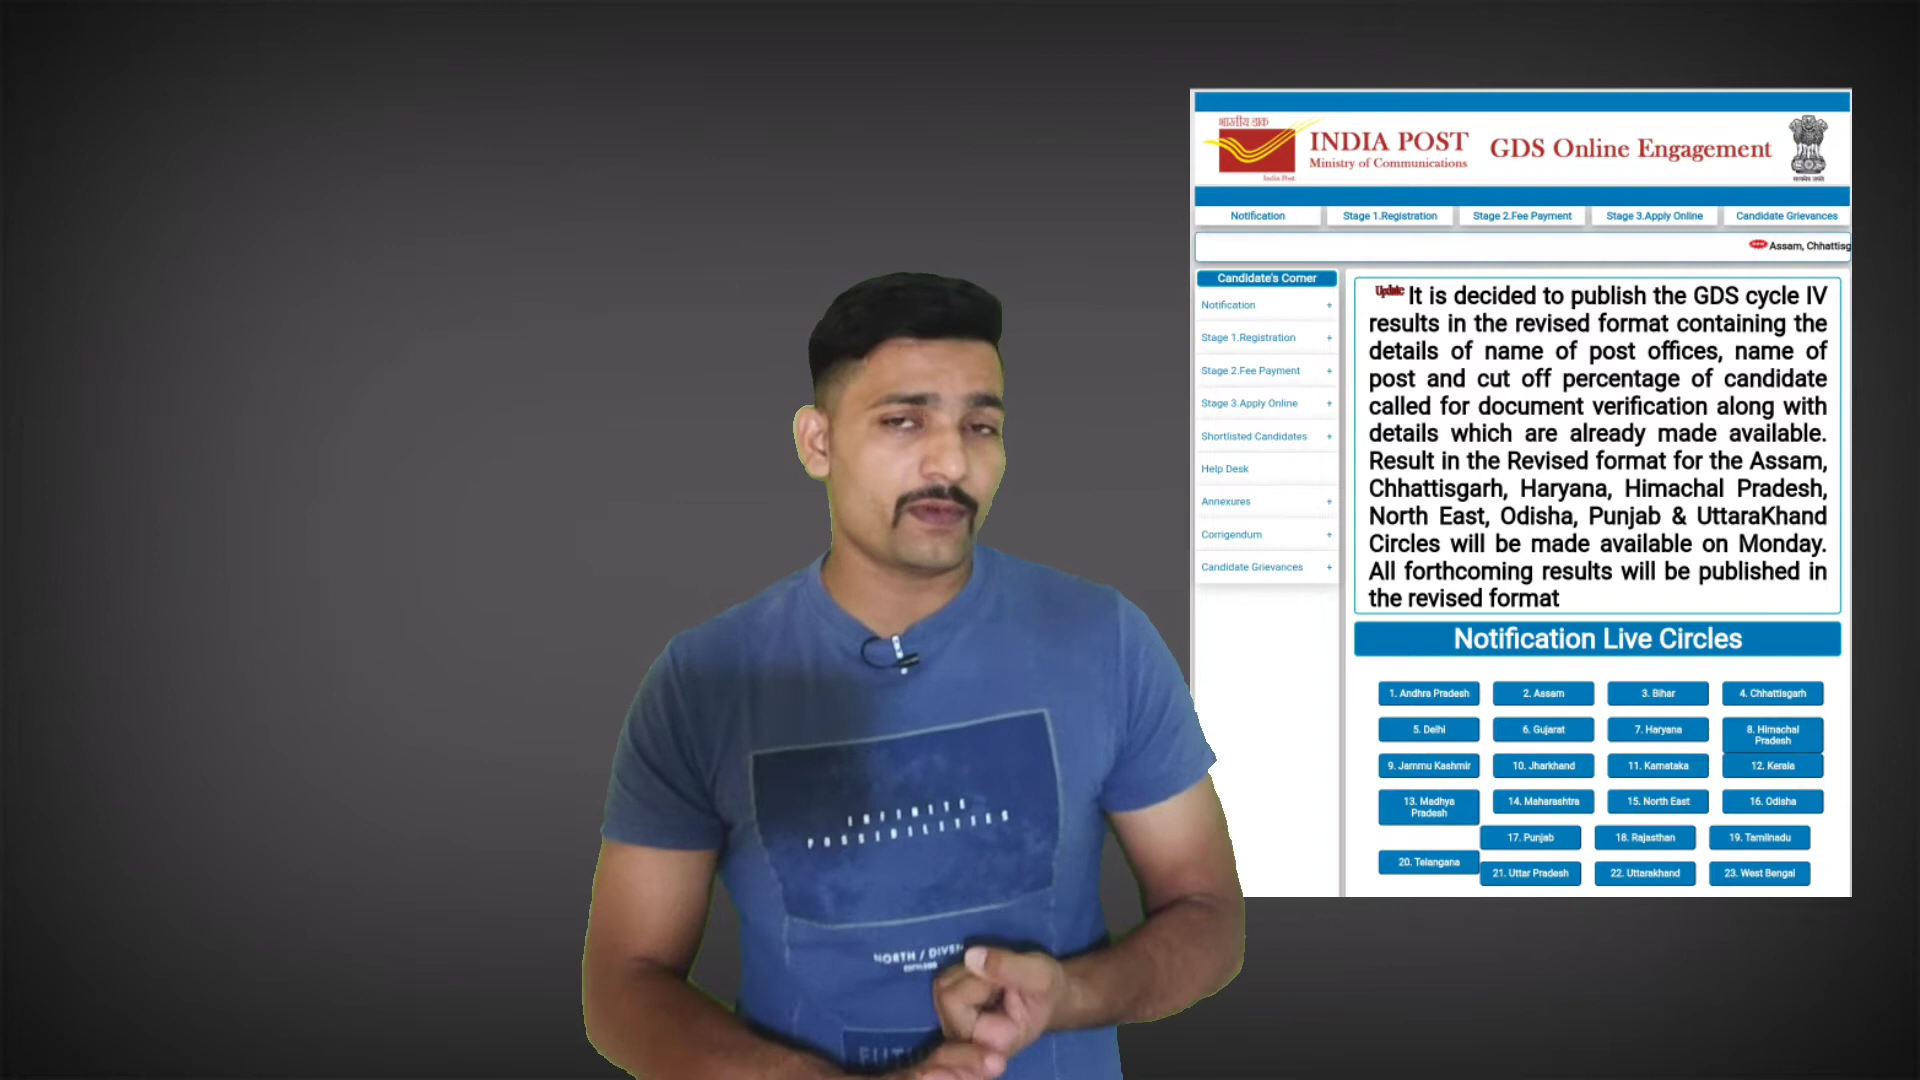 भारतीय डाक
INDIA POST
Ministry of Communications
India Post
GDS Online Engagement
सत्यमेव जयते
Notification
Stage 1.Registration
Stage 2.Fee Payment
Stage 3.Apply Online
Candidate Grievances
Assam, Chhattisg
Candidate's Corner
Notification +
Stage 1.Registration +
Stage 2.Fee Payment +
Stage 3.Apply Online +
Shortlisted Candidates +
Help Desk
Annexures +
Corrigendum +
Candidate Grievances +
Update It is decided to publish the GDS cycle IV
results in the revised format containing the
details of name of post offices, name of
post and cut off percentage of candidate
called for document verification along with
details which are already made available.
Result in the Revised format for the Assam,
Chhattisgarh, Haryana, Himachal Pradesh,
North East, Odisha, Punjab & UttaraKhand
Circles will be made available on Monday.
All forthcoming results will be published in
the revised format
Notification Live Circles
1. Andhra Pradesh
2. Assam
3. Bihar
4. Chhattisgarh
5. Delhi
6. Gujarat
7. Haryana
8. Himachal
Pradesh
9. Jammu Kashmir
10. Jharkhand
11. Karnataka
12. Kerala
13. Madhya
Pradesh
14. Maharashtra
15. North East
16. Odisha
17. Punjab
18. Rajasthan
19. Tamilnadu
20. Telangana
21. Uttar Pradesh
22. Uttarakhand
23. West Bengal
INFINITE
POSSIBILITIES
NORTH / DIVIS